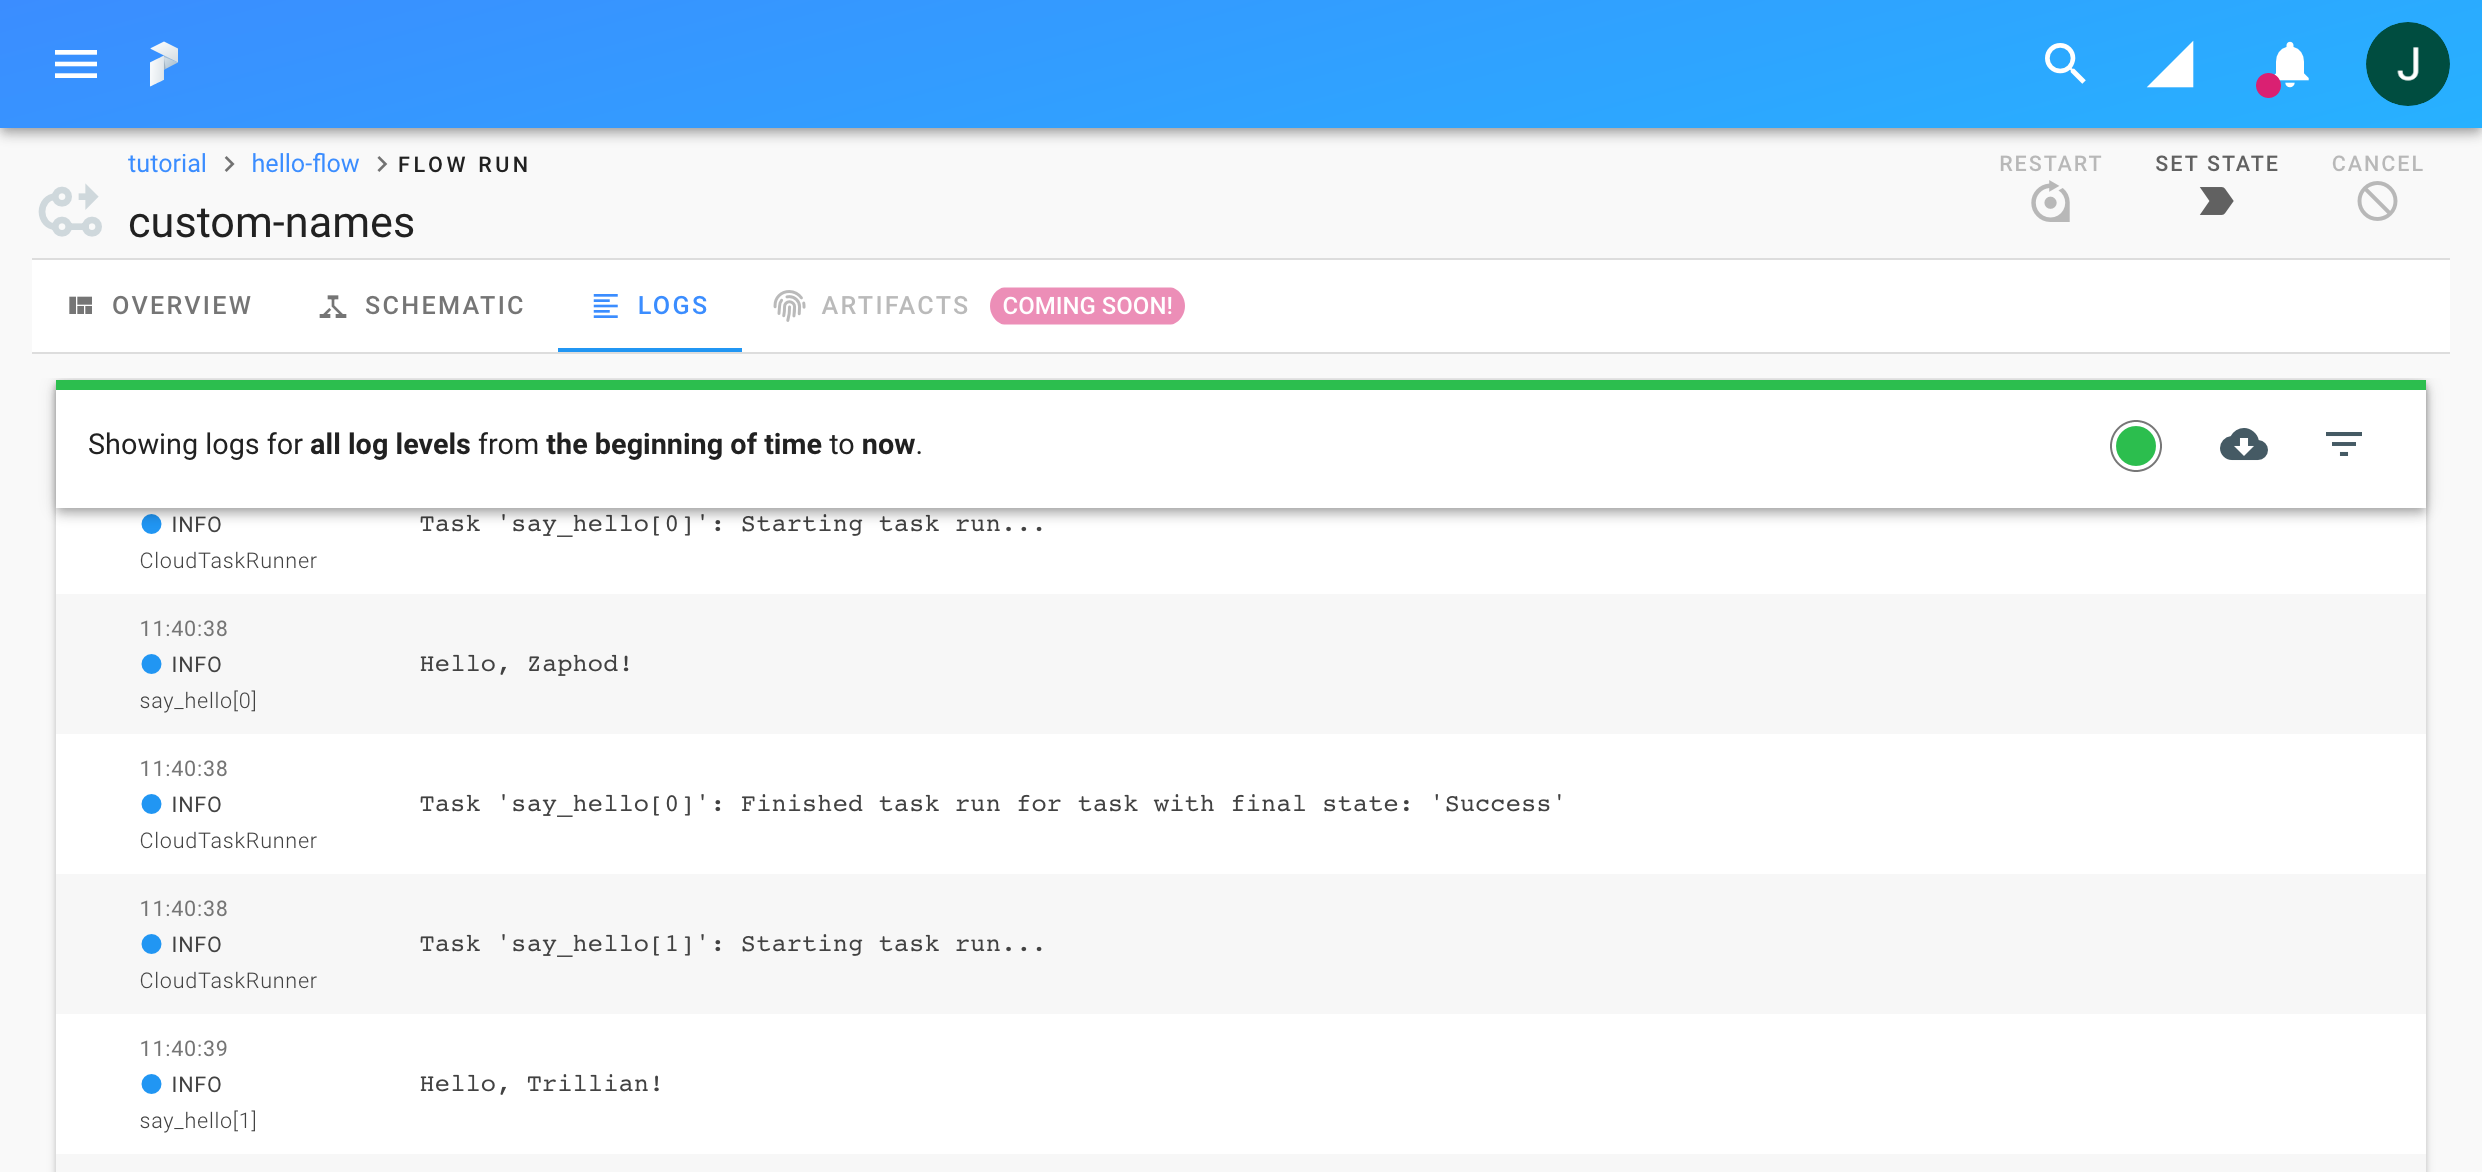 J
tutorial > hello-flow > FLOW RUN
custom-names
RESTART
SET STATE
CANCEL
OVERVIEW
SCHEMATIC
LOGS
ARTIFACTS
COMING SOON!
Showing logs for all log levels from the beginning of time to now.
INFO
Task 'say_hello[0]': Starting task run...
CloudTaskRunner
11:40:38
INFO
Hello, Zaphod!
say_hello[0]
11:40:38
INFO
Task 'say_hello[0]': Finished task run for task with final state: 'Success'
CloudTaskRunner
11:40:38
INFO
Task 'say_hello[1]': Starting task run...
CloudTaskRunner
11:40:39
INFO
Hello, Trillian!
say_hello[1]